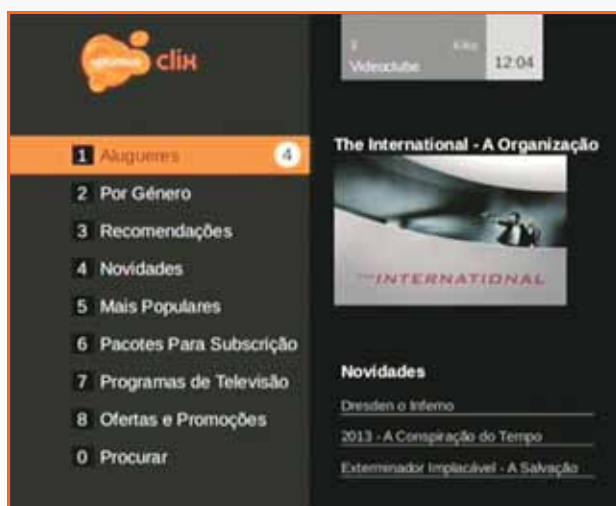 optimus clix
Videoclube
12:04
1 Alugueres 4
2 Por Género
3 Recomendações
4 Novidades
5 Mais Populares
6 Pacotes Para Subscrição
7 Programas de Televisão
8 Ofertas e Promoções
0 Procurar
The International - A Organização
THE INTERNATIONAL
Novidades
Dresden o Inferno
2013 - A Conspiração do Tempo
Exterminador Implacável - A Salvação